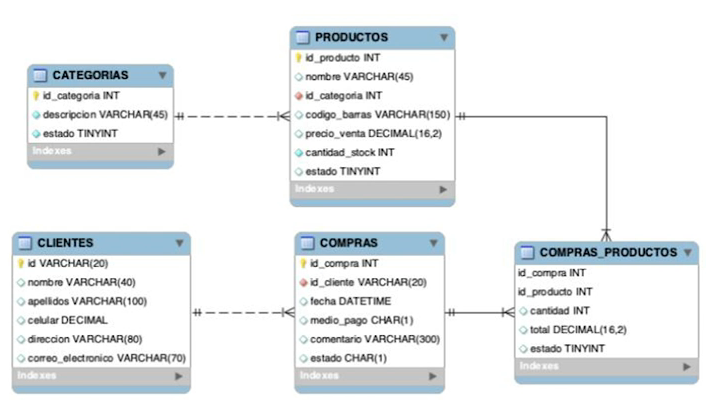 PRODUCTOS
id_producto INT
nombre VARCHAR(45)
id_categoria INT
codigo_barras VARCHAR(150)
precio_venta DECIMAL(16,2)
cantidad_stock INT
estado TINYINT
Indexes
CATEGORIAS
id_categoria INT
descripcion VARCHAR(45)
estado TINYINT
Indexes
CLIENTES
id VARCHAR(20)
nombre VARCHAR(40)
apellidos VARCHAR(100)
celular DECIMAL
direccion VARCHAR(80)
correo_electronico VARCHAR(70)
Indexes
COMPRAS
id_compra INT
id_cliente VARCHAR(20)
fecha DATETIME
medio_pago CHAR(1)
comentario VARCHAR(300)
estado CHAR(1)
Indexes
COMPRAS_PRODUCTOS
id_compra INT
id_producto INT
cantidad INT
total DECIMAL(16,2)
estado TINYINT
Indexes